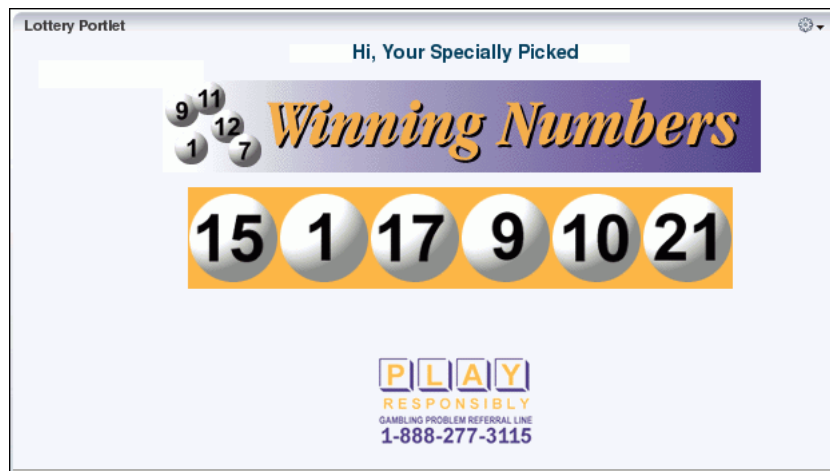 Lottery Portlet
Hi, Your Specially Picked
9 11 12 1 7
Winning Numbers
15 1 17 9 10 21
PLAY
RESPONSIBLY
GAMBLING PROBLEM REFERRAL LINE
1-888-277-3115